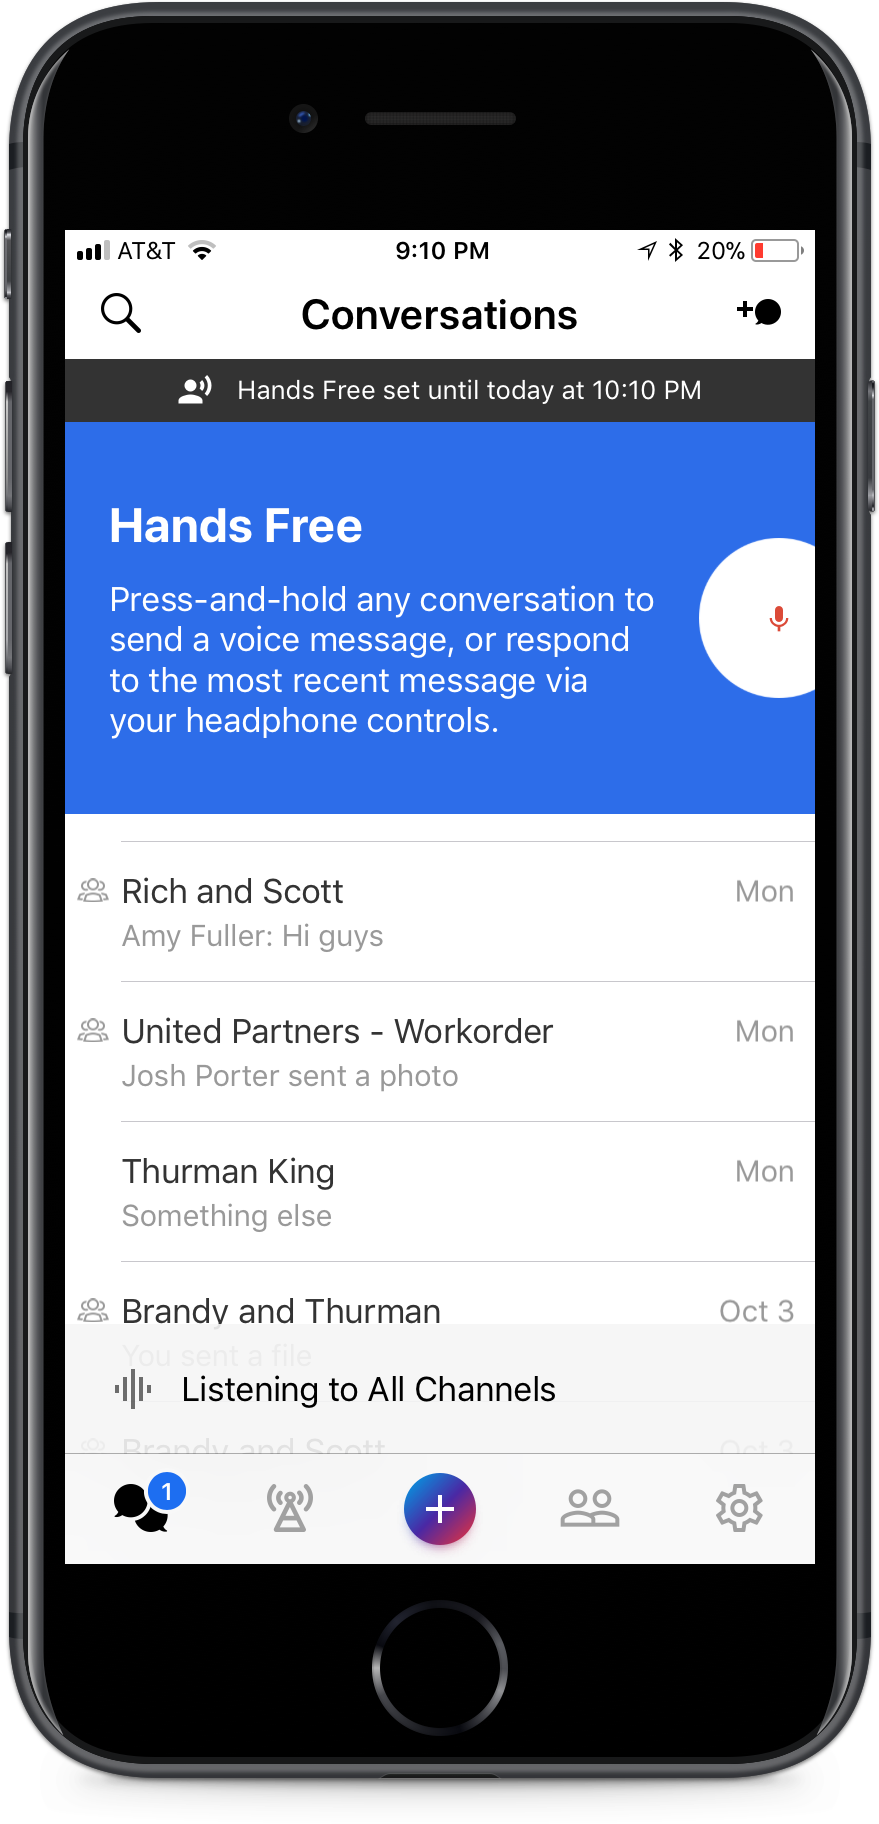 AT&T 9:10 PM 20%
Conversations
Hands Free set until today at 10:10 PM
Hands Free
Press-and-hold any conversation to
send a voice message, or respond
to the most recent message via
your headphone controls.
Rich and Scott Mon
Amy Fuller: Hi guys
United Partners - Workorder Mon
Josh Porter sent a photo
Thurman King Mon
Something else
Brandy and Thurman Oct 3
You sent a file
Listening to All Channels
Brandy and Scott Oct 3
1